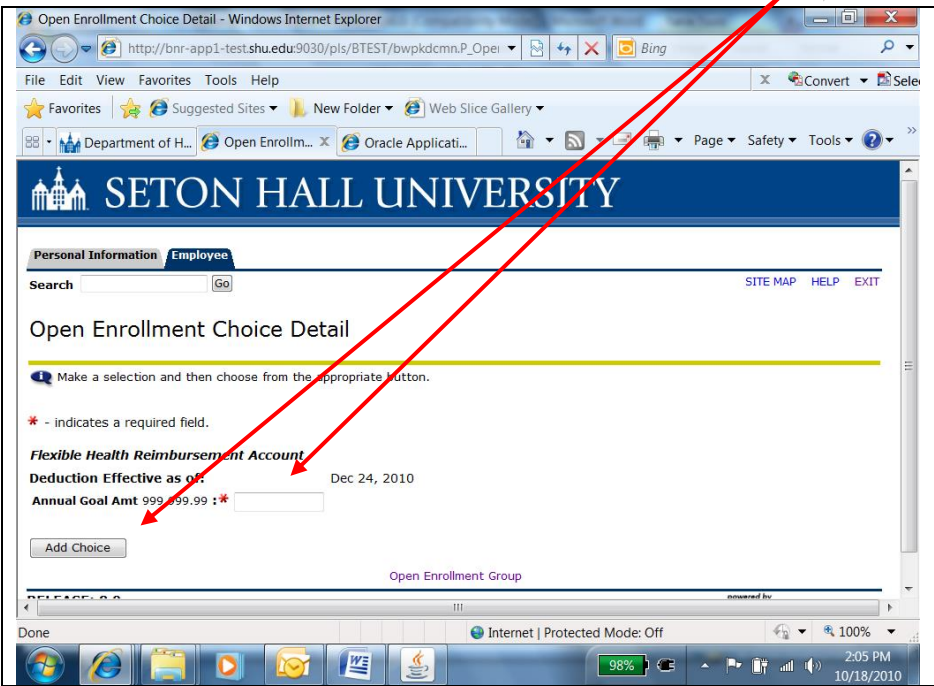 Open Enrollment Choice Detail - Windows Internet Explorer
http://bnr-app1-test.shu.edu:9030/pls/BTEST/bwpkdcmn.P_Oper Bing
File Edit View Favorites Tools Help x Convert Sele
Favorites Suggested Sites New Folder Web Slice Gallery
Department of H... Open Enrollm... x Oracle Applicati... Page Safety Tools
SETON HALL UNIVERSITY
Personal Information Employee
Search Go SITE MAP HELP EXIT
Open Enrollment Choice Detail
Make a selection and then choose from the appropriate button.
* - indicates a required field.
Flexible Health Reimbursement Account
Deduction Effective as of: Dec 24, 2010
Annual Goal Amt 999,999.99 :*
Add Choice
Open Enrollment Group
powered by
Done Internet | Protected Mode: Off 100%
98% 2:05 PM
10/18/2010